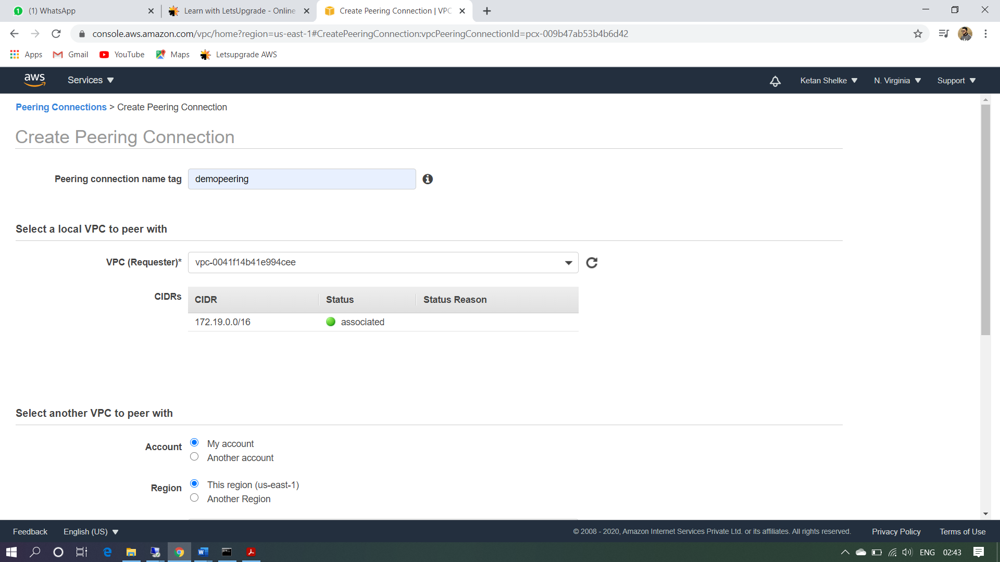 (1) WhatsApp
Learn with LetsUpgrade - Online
Create Peering Connection | VPC
console.aws.amazon.com/vpc/home?region=us-east-1#CreatePeeringConnection:vpcPeeringConnectionId=pcx-009b47ab53b4b6d42
Apps Gmail YouTube Maps Letsupgrade AWS
aws Services Ketan Shelke N. Virginia Support
Peering Connections > Create Peering Connection
Create Peering Connection
Peering connection name tag demopeering
Select a local VPC to peer with
VPC (Requester)* vpc-0041f14b41e994cee
CIDRs CIDR Status Status Reason
172.19.0.0/16 associated
Select another VPC to peer with
Account My account
Another account
Region This region (us-east-1)
Another Region
Feedback English (US) © 2008 - 2020, Amazon Internet Services Private Ltd. or its affiliates. All rights reserved. Privacy Policy Terms of Use
ENG 02:43